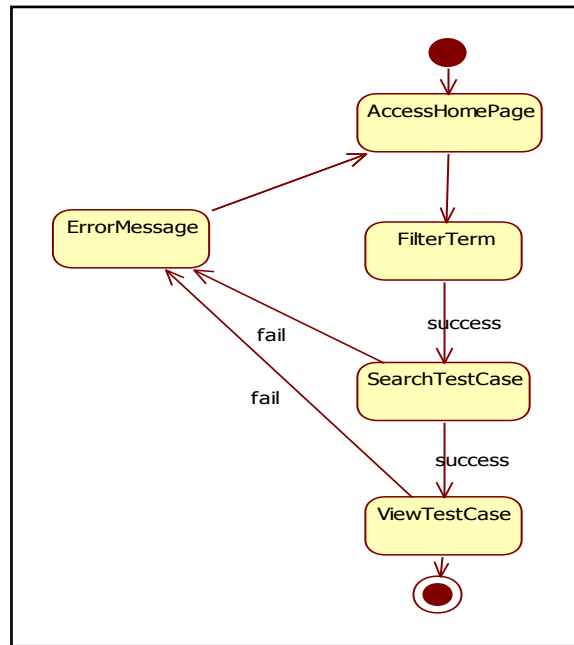 AccessHomePage
ErrorMessage
FilterTerm
success
fail
SearchTestCase
fail
success
ViewTestCase